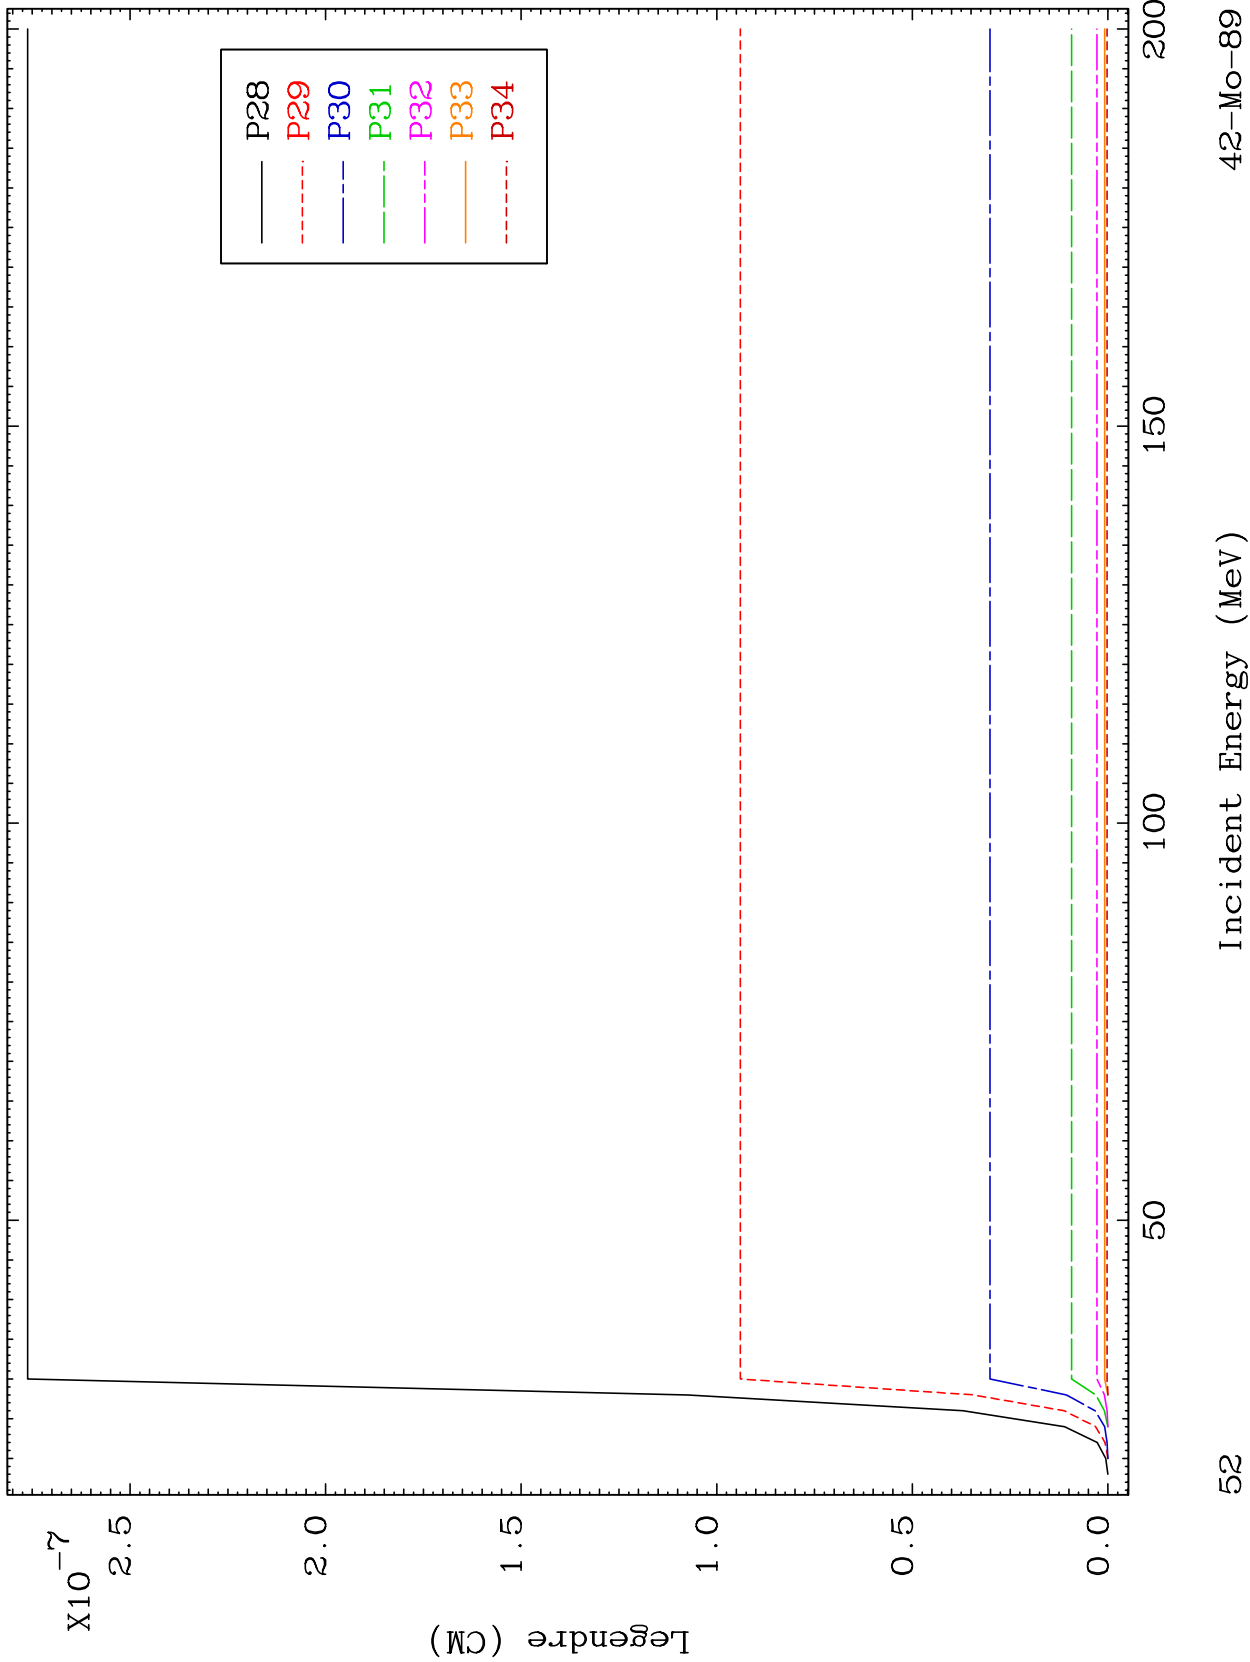 X10-7
2.5
2.0
1.5
1.0
0.5
0.0
Legendre (CM)
P28
P29
P30
P31
P32
P33
P34
50
100
150
200
52
Incident Energy (MeV)
42-Mo-89